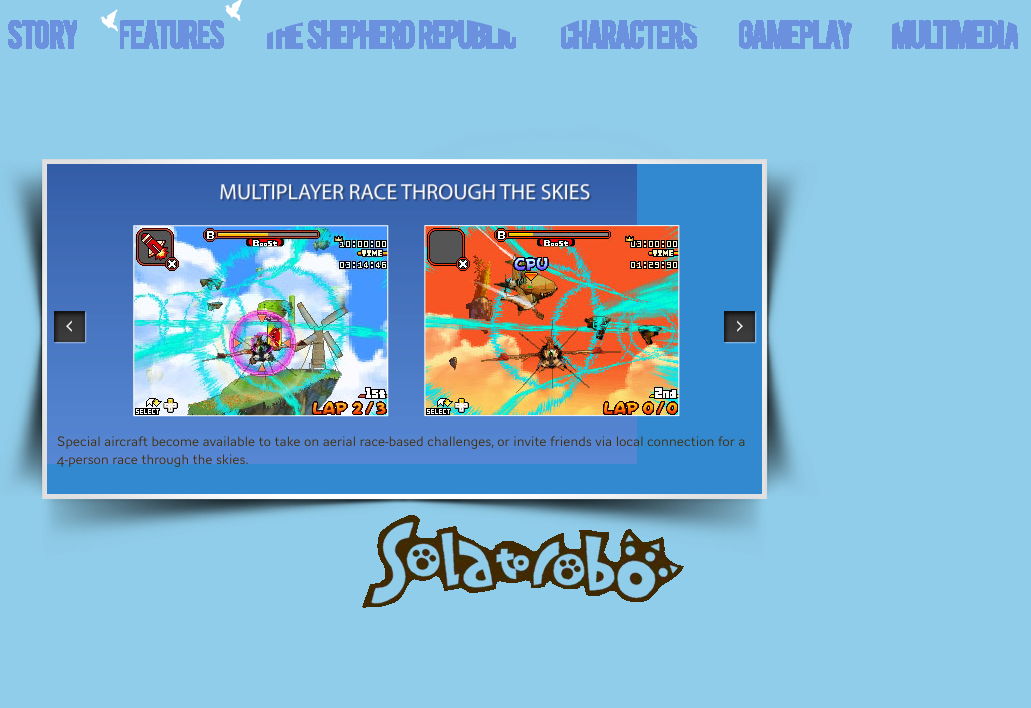 STORY FEATURES THE SHEPHERD REPUBLIC CHARACTERS GAMEPLAY MULTIMEDIA
MULTIPLAYER RACE THROUGH THE SKIES
B
Boost
10:00:00
TIME
03:14:46
X
1st
SELECT
LAP 2/3
B
Boost
03:00:00
TIME
01:29:90
CPU
X
2nd
SELECT
LAP 0/0
Special aircraft become available to take on aerial race-based challenges, or invite friends via local connection for a
4-person race through the skies.
Solatorobo